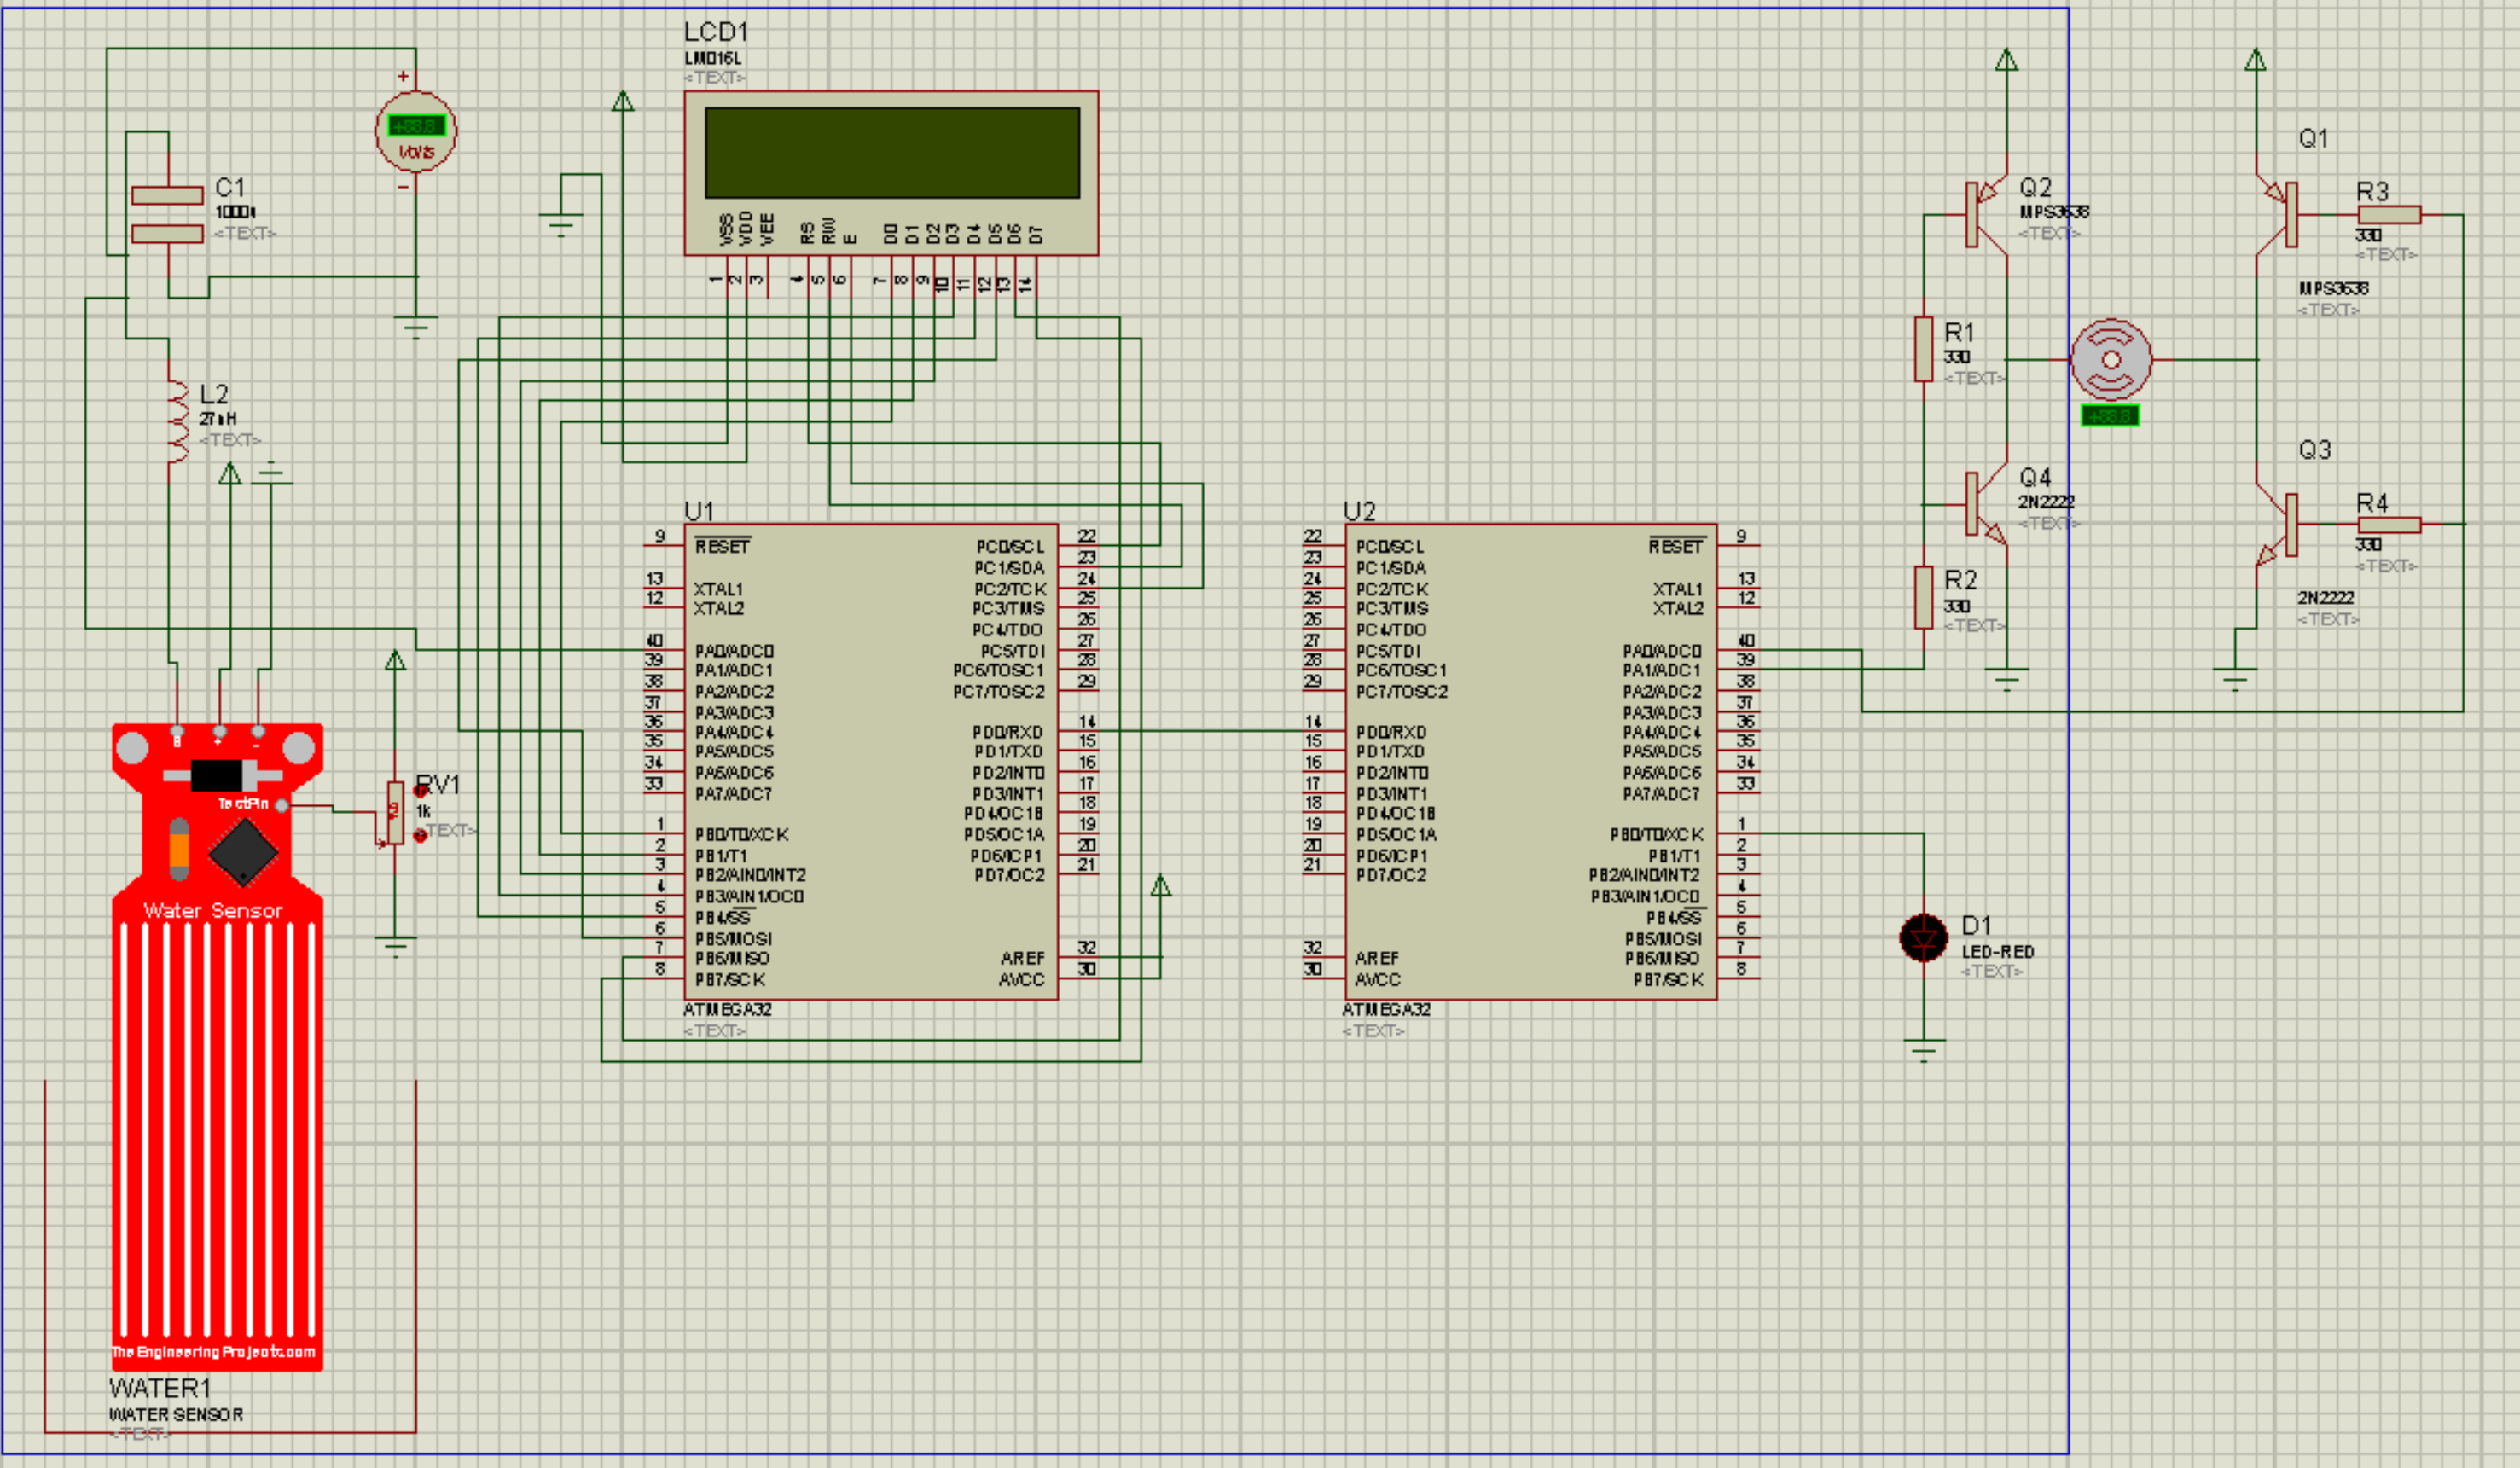 LCD1
LM016L
<TEXT>
+88.8
Volts
+
-
VSS
VDD
VEE
RS
RW
E
D0
D1
D2
D3
D4
D5
D6
D7
1
2
3
4
5
6
7
8
9
10
11
12
13
14
C1
1000u
<TEXT>
L2
<TEXT>
Q2
MPS3638
<TEXT>
Q1
MPS3638
<TEXT>
R3
330
<TEXT>
R1
330
<TEXT>
+88.8
Q4
2N2222
<TEXT>
Q3
2N2222
<TEXT>
R4
330
<TEXT>
R2
330
<TEXT>
U1
9 RESET
13 XTAL1
12 XTAL2
40 PA0/ADC0
39 PA1/ADC1
38 PA2/ADC2
37 PA3/ADC3
36 PA4/ADC4
35 PA5/ADC5
34 PA6/ADC6
33 PA7/ADC7
1 PB0/T0/XCK
2 PB1/T1
3 PB2/AIN0/INT2
4 PB3/AIN1/OC0
5 PB4/SS
6 PB5/MOSI
7 PB6/MISO
8 PB7/SCK
PC0/SCL 22
PC1/SDA 23
PC2/TCK 24
PC3/TMS 25
PC4/TDO 26
PC5/TDI 27
PC6/TOSC1 28
PC7/TOSC2 29
PD0/RXD 14
PD1/TXD 15
PD2/INT0 16
PD3/INT1 17
PD4/OC1B 18
PD5/OC1A 19
PD6/ICP1 20
PD7/OC2 21
AREF 32
AVCC 30
ATMEGA32
<TEXT>
U2
22 PC0/SCL
23 PC1/SDA
24 PC2/TCK
25 PC3/TMS
26 PC4/TDO
27 PC5/TDI
28 PC6/TOSC1
29 PC7/TOSC2
14 PD0/RXD
15 PD1/TXD
16 PD2/INT0
17 PD3/INT1
18 PD4/OC1B
19 PD5/OC1A
20 PD6/ICP1
21 PD7/OC2
32 AREF
30 AVCC
RESET 9
XTAL1 13
XTAL2 12
PA0/ADC0 40
PA1/ADC1 39
PA2/ADC2 38
PA3/ADC3 37
PA4/ADC4 36
PA5/ADC5 35
PA6/ADC6 34
PA7/ADC7 33
PB0/T0/XCK 1
PB1/T1 2
PB2/AIN0/INT2 3
PB3/AIN1/OC0 4
PB4/SS 5
PB5/MOSI 6
PB6/MISO 7
PB7/SCK 8
ATMEGA32
<TEXT>
D1
LED-RED
<TEXT>
+ -
TestPin
RV1
1k
<TEXT>
Water Sensor
The Engineering Projects.com
WATER1
WATER SENSOR
<TEXT>